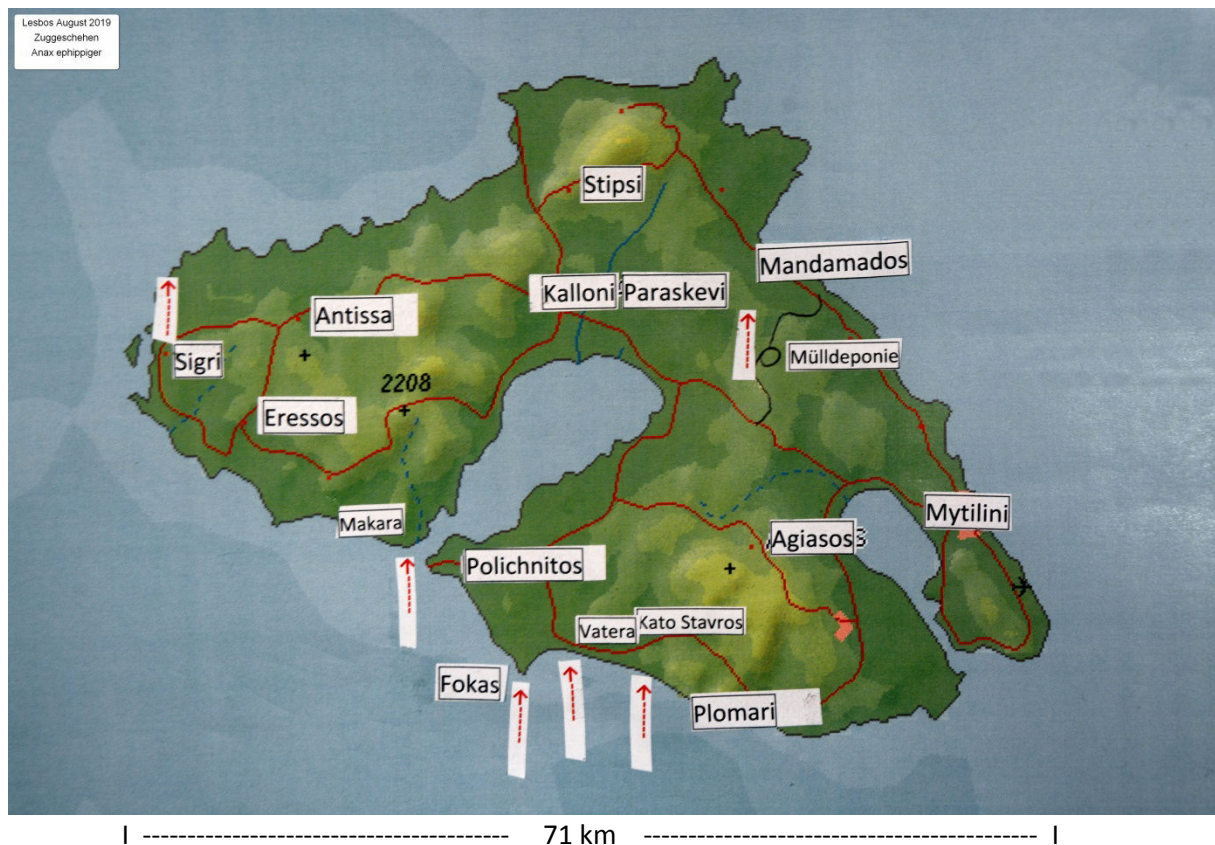 Lesbos August 2019
Zuggeschehen
Anax ephippiger
Stipsi
Mandamados
Kalloni
Paraskevi
Antissa
Sigri
Mülldeponie
2208
Eressos
Makara
Mytilini
Agiasos
Polichnitos
Vatera
Kato Stavros
Fokas
Plomari
I ---------------------------------------- 71 km ------------------------------------------- I